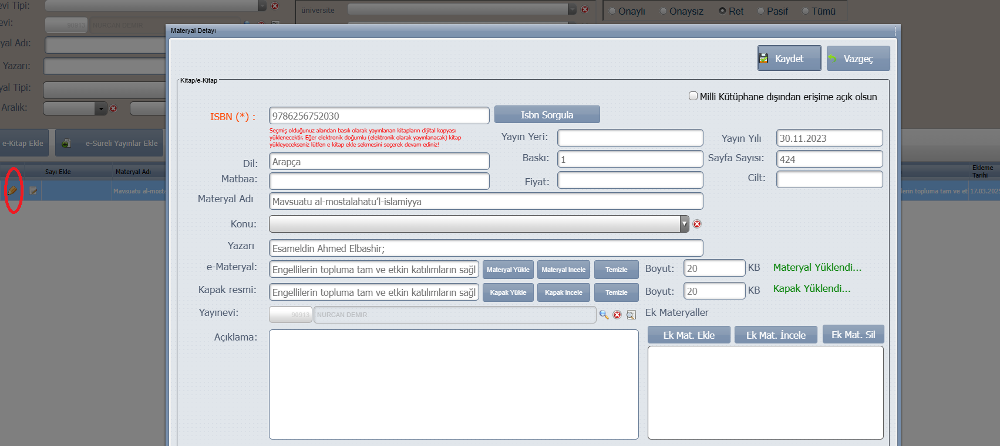 evi Tipi:
üniversite
Onaylı Onaysız Ret Pasif Tümü
evi: 90913 NURCAN DEMIR
Materyal Detayı
yal Adı:
Kaydet Vazgeç
Yazarı:
Kitap/e-Kitap
yal Tipi:
Milli Kütüphane dışından erişime açık olsun
Aralık:
ISBN (*) : 9786256752030 Isbn Sorgula
Seçmiş olduğunuz alandan basılı olarak yayınlanan kitapların dijital kopyası
yüklenecektir. Eğer elektronik doğumlu (elektronik olarak yayınlanacak) kitap
yükleyecekseniz lütfen e kitap ekle sekmesini seçerek devam ediniz!
Yayın Yeri: Yayın Yılı 30.11.2023
e-Kitap Ekle e-Süreli Yayınlar Ekle
Dil: Arapça Baskı: 1 Sayfa Sayısı: 424
Sayı Ekle Materyal Adı
Ekleme
Tarihi
Matbaa: Fiyat: Cilt:
Mavsuatu al-mosta
lerin topluma tam ve etl 17.03.2025
Materyal Adı Mavsuatu al-mostalahatu’l-islamiyya
Konu:
Yazarı Esameldin Ahmed Elbashir;
e-Materyal: Engellilerin topluma tam ve etkin katılımların sağl Materyal Yükle Materyal Incele Temizle Boyut: 20 KB Materyal Yüklendi...
Kapak resmi: Engellilerin topluma tam ve etkin katılımların sağl Kapak Yükle Kapak Incele Temizle Boyut: 20 KB Kapak Yüklendi...
Yayınevi: 90913 NURCAN DEMIR Ek Materyaller
Açıklama: Ek Mat. Ekle Ek Mat. İncele Ek Mat. Sil